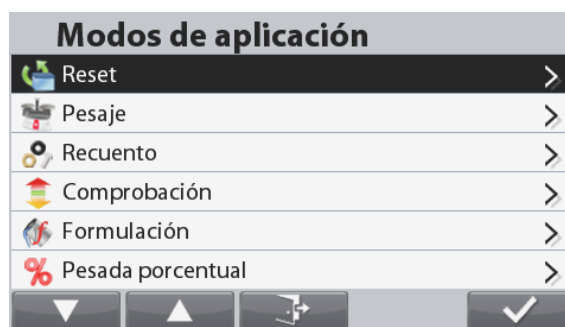 Modos de aplicación
Reset
Pesaje
Recuento
Comprobación
Formulación
Pesada porcentual